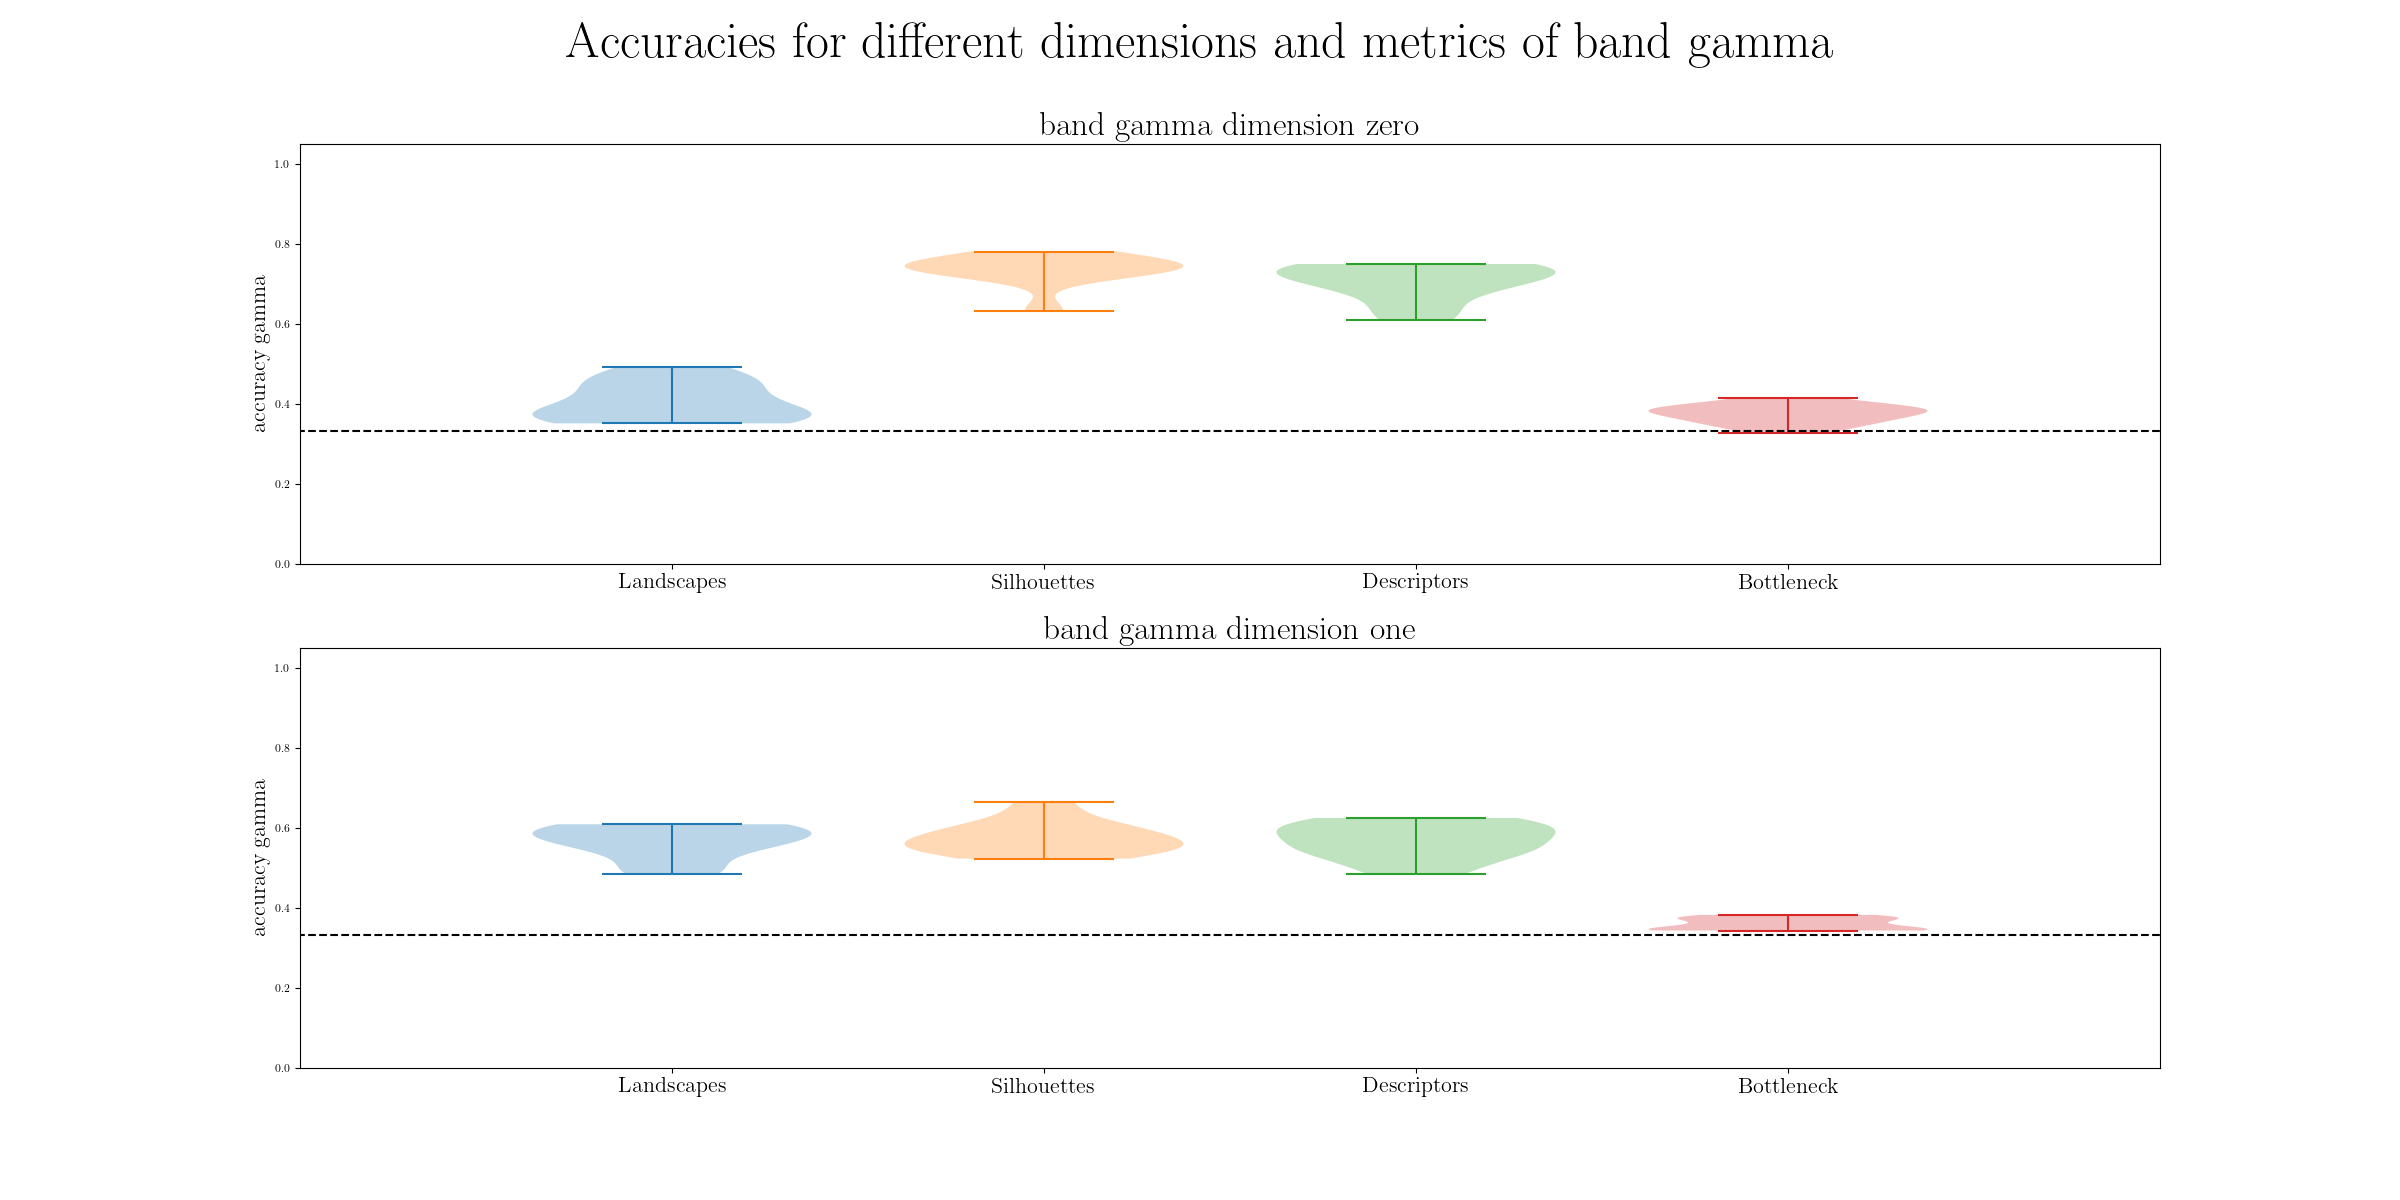 Accuracies for different dimensions and metrics of band gamma
band gamma dimension zero
1.0
0.8
0.6
0.4
0.2
0.0
accuracy gamma
Landscapes Silhouettes Descriptors Bottleneck
band gamma dimension one
1.0
0.8
0.6
0.4
0.2
0.0
accuracy gamma
Landscapes Silhouettes Descriptors Bottleneck